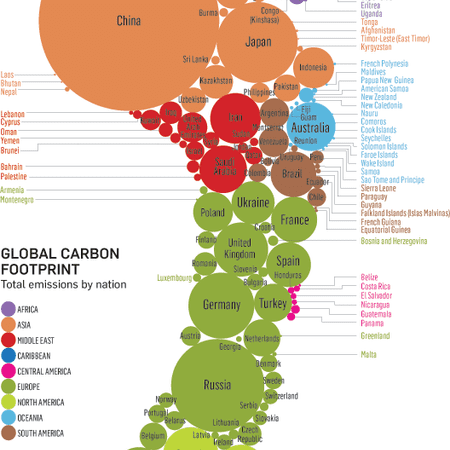 China
Burma
Congo
(Kinshasa)
Japan
Sri Lanka
Indonesia
Kazakhstan
Pakistan
Philippines
Uzbekistan
Eritrea
Uganda
Tonga
Afghanistan
Timor-Leste (East Timor)
Kyrgyzstan
French Polynesia
Maldives
Papua New Guinea
American Samoa
New Zealand
New Caledonia
Nauru
Comoros
Cook Islands
Seychelles
Solomon Islands
Faroe Islands
Wake Island
Samoa
Sao Tome and Principe
Sierra Leone
Paraguay
Guyana
Falkland Islands (Islas Malvinas)
French Guiana
Equatorial Guinea
Bosnia and Herzegovina
Laos
Bhutan
Nepal
Lebanon
Cyprus
Oman
Yemen
Brunei
Bahrain
Palestine
Armenia
Montenegro
Argentina
Fiji
Guam
Australia
Reunion
Venezuela
Uruguay
Peru
Colombia
Brazil
Ecuador
Chile
Ukraine
Poland
France
Croatia
Finland
United
Kingdom
Romania
Slovenia
Spain
Honduras
Luxembourg
Bulgaria
Germany
Turkey
Belize
Costa Rica
El Salvador
Nicaragua
Guatemala
Panama
Greenland
Malta
Austria
Georgia
Netherlands
Denmark
Russia
Sweden
Switzerland
Norway
Serbia
Portugal
Belarus
Lithuania
Slovakia
Belgium
Latvia
Ireland
Czech
Republic
GLOBAL CARBON
FOOTPRINT
Total emissions by nation
AFRICA
ASIA
MIDDLE EAST
CARIBBEAN
CENTRAL AMERICA
EUROPE
NORTH AMERICA
OCEANIA
SOUTH AMERICA